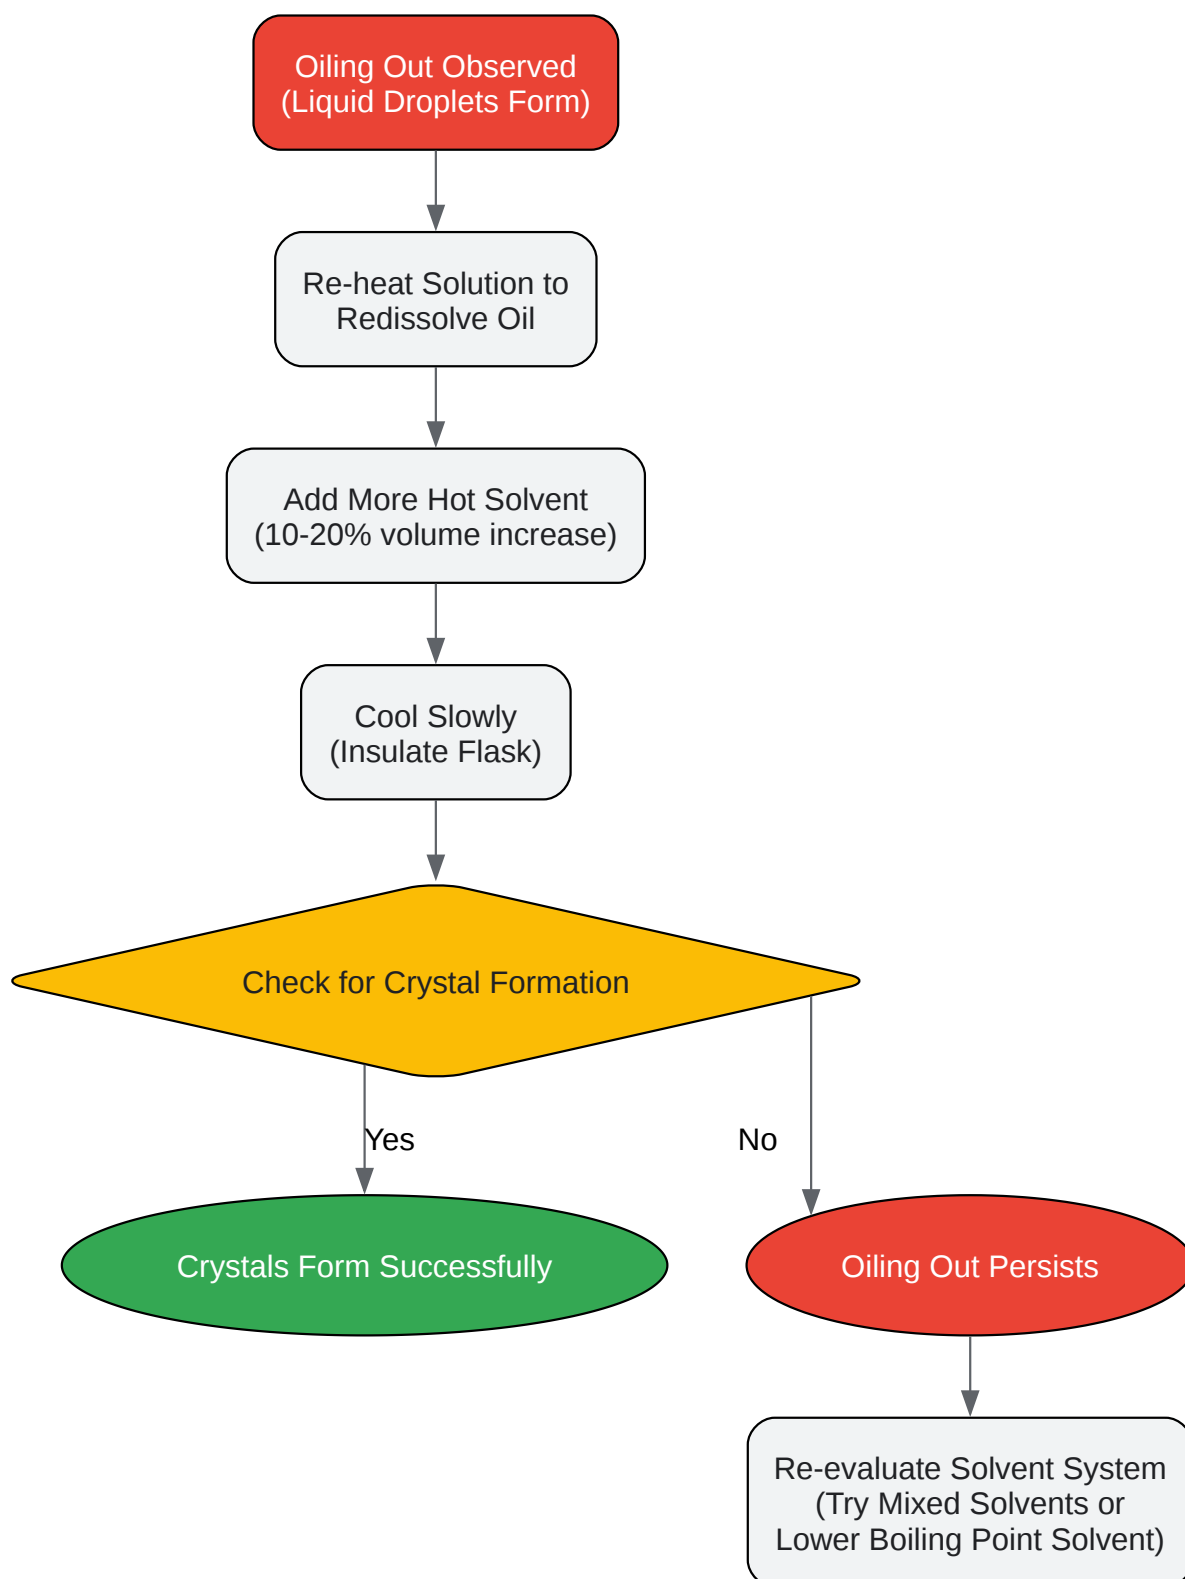 Oiling Out Observed
(Liquid Droplets Form)
Re-heat Solution to
Redissolve Oil
Add More Hot Solvent
(10-20% volume increase)
Cool Slowly
(Insulate Flask)
Check for Crystal Formation
Yes
No
Crystals Form Successfully
Oiling Out Persists
Re-evaluate Solvent System
(Try Mixed Solvents or
Lower Boiling Point Solvent)